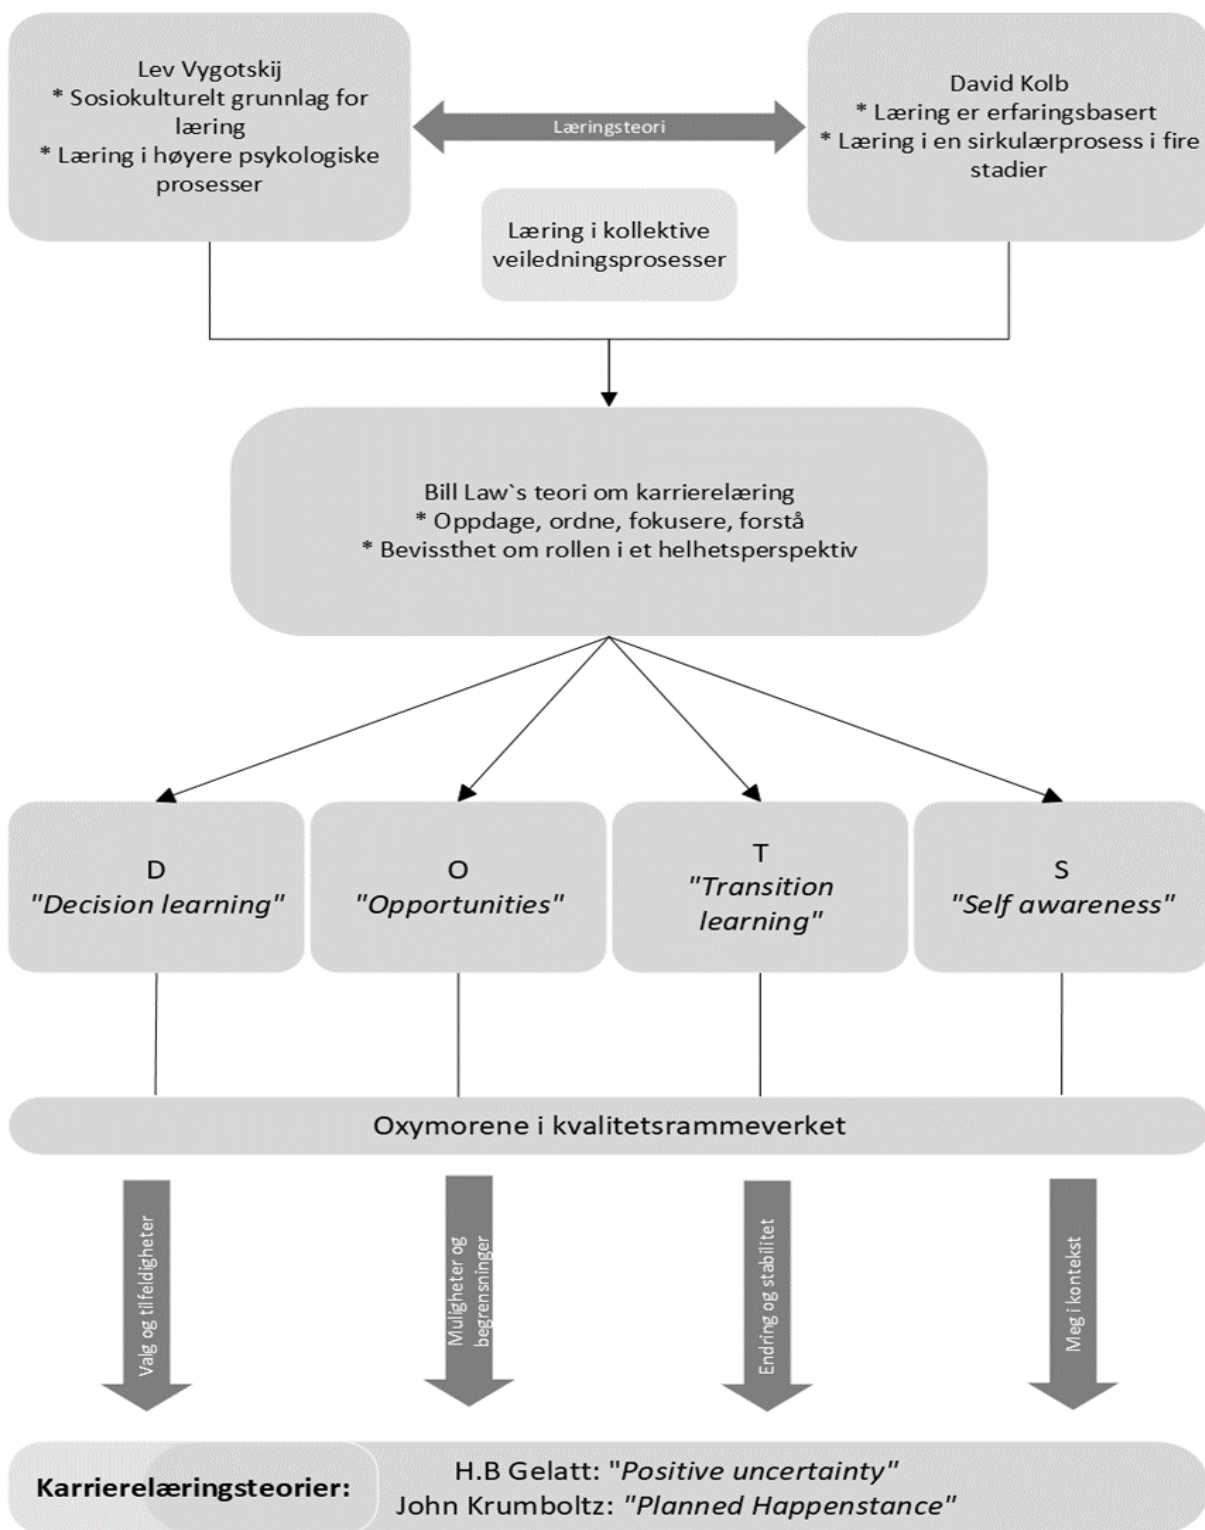 Lev Vygotskij
* Sosiokulturelt grunnlag for
læring
* Læring i høyere psykologiske
prosesser
Læringsteori
David Kolb
* Læring er erfaringsbasert
* Læring i en sirkulærprosess i fire
stadier
Læring i kollektive
veiledningsprosesser
Bill Law`s teori om karrierelæring
* Oppdage, ordne, fokusere, forstå
* Bevissthet om rollen i et helhetsperspektiv
D
"Decision learning"
O
"Opportunities"
T
"Transition
learning"
S
"Self awareness"
Oxymorene i kvalitetsrammeverket
Valg og tilfeldigheter
Muligheter og
begrensninger
Endring og stabilitet
Meg i kontekst
Karrierelæringsteorier:
H.B Gelatt: "Positive uncertainty"
John Krumboltz: "Planned Happenstance"